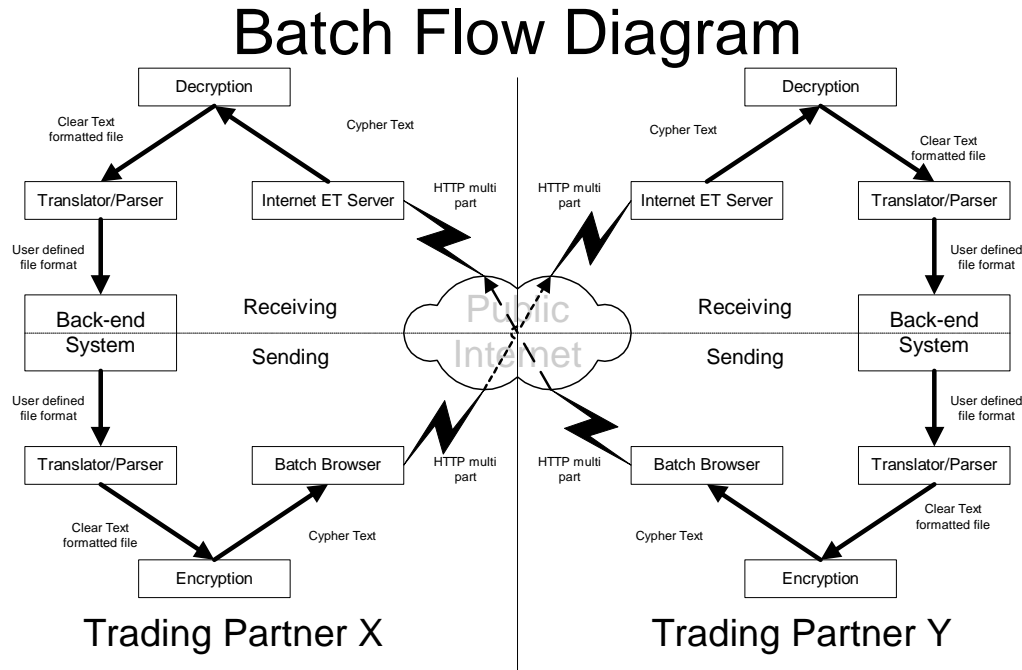 Batch Flow Diagram
Decryption
Decryption
Clear Text
formatted file
Cypher Text
Cypher Text
Clear Text
formatted file
Translator/Parser
Internet ET Server
HTTP multi
part
HTTP multi
part
Internet ET Server
Translator/Parser
User defined
file format
User defined
file format
Back-end
System
Receiving
Sending
Public
Internet
Receiving
Sending
Back-end
System
User defined
file format
User defined
file format
Translator/Parser
Batch Browser
HTTP multi
part
HTTP multi
part
Batch Browser
Translator/Parser
Clear Text
formatted file
Cypher Text
Cypher Text
Clear Text
formatted file
Encryption
Encryption
Trading Partner X
Trading Partner Y